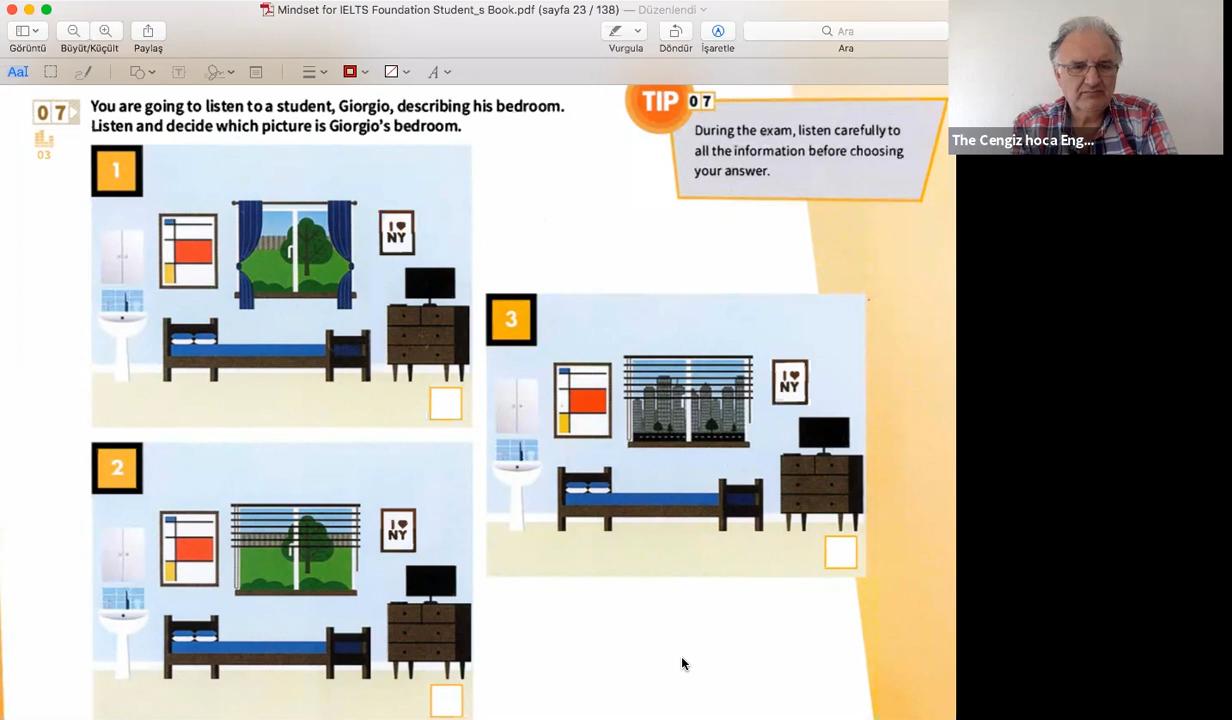 Mindset for IELTS Foundation Student_s Book.pdf (sayfa 23 / 138) — Düzenlendi
Görüntü
Büyüt/Küçült
Paylaş
Vurgula
Döndür
İşaretle
Ara
Ara
AaI
T
A
07
You are going to listen to a student, Giorgio, describing his bedroom.
Listen and decide which picture is Giorgio's bedroom.
03
TIP 07
During the exam, listen carefully to
all the information before choosing
your answer.
The Cengiz hoca Eng...
1
I ♥
NY
3
I ♥
NY
2
I ♥
NY